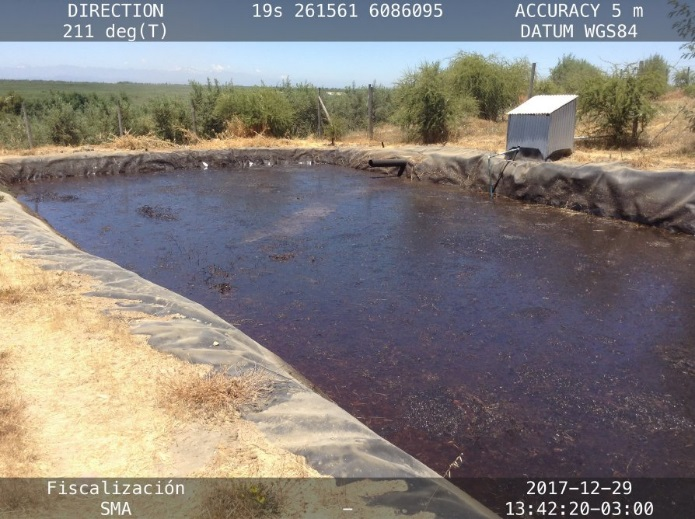 DIRECTION
211 deg(T)
19s 261561 6086095
ACCURACY 5 m
DATUM WGS84
Fiscalización
SMA
–
2017-12-29
13:42:20-03:00